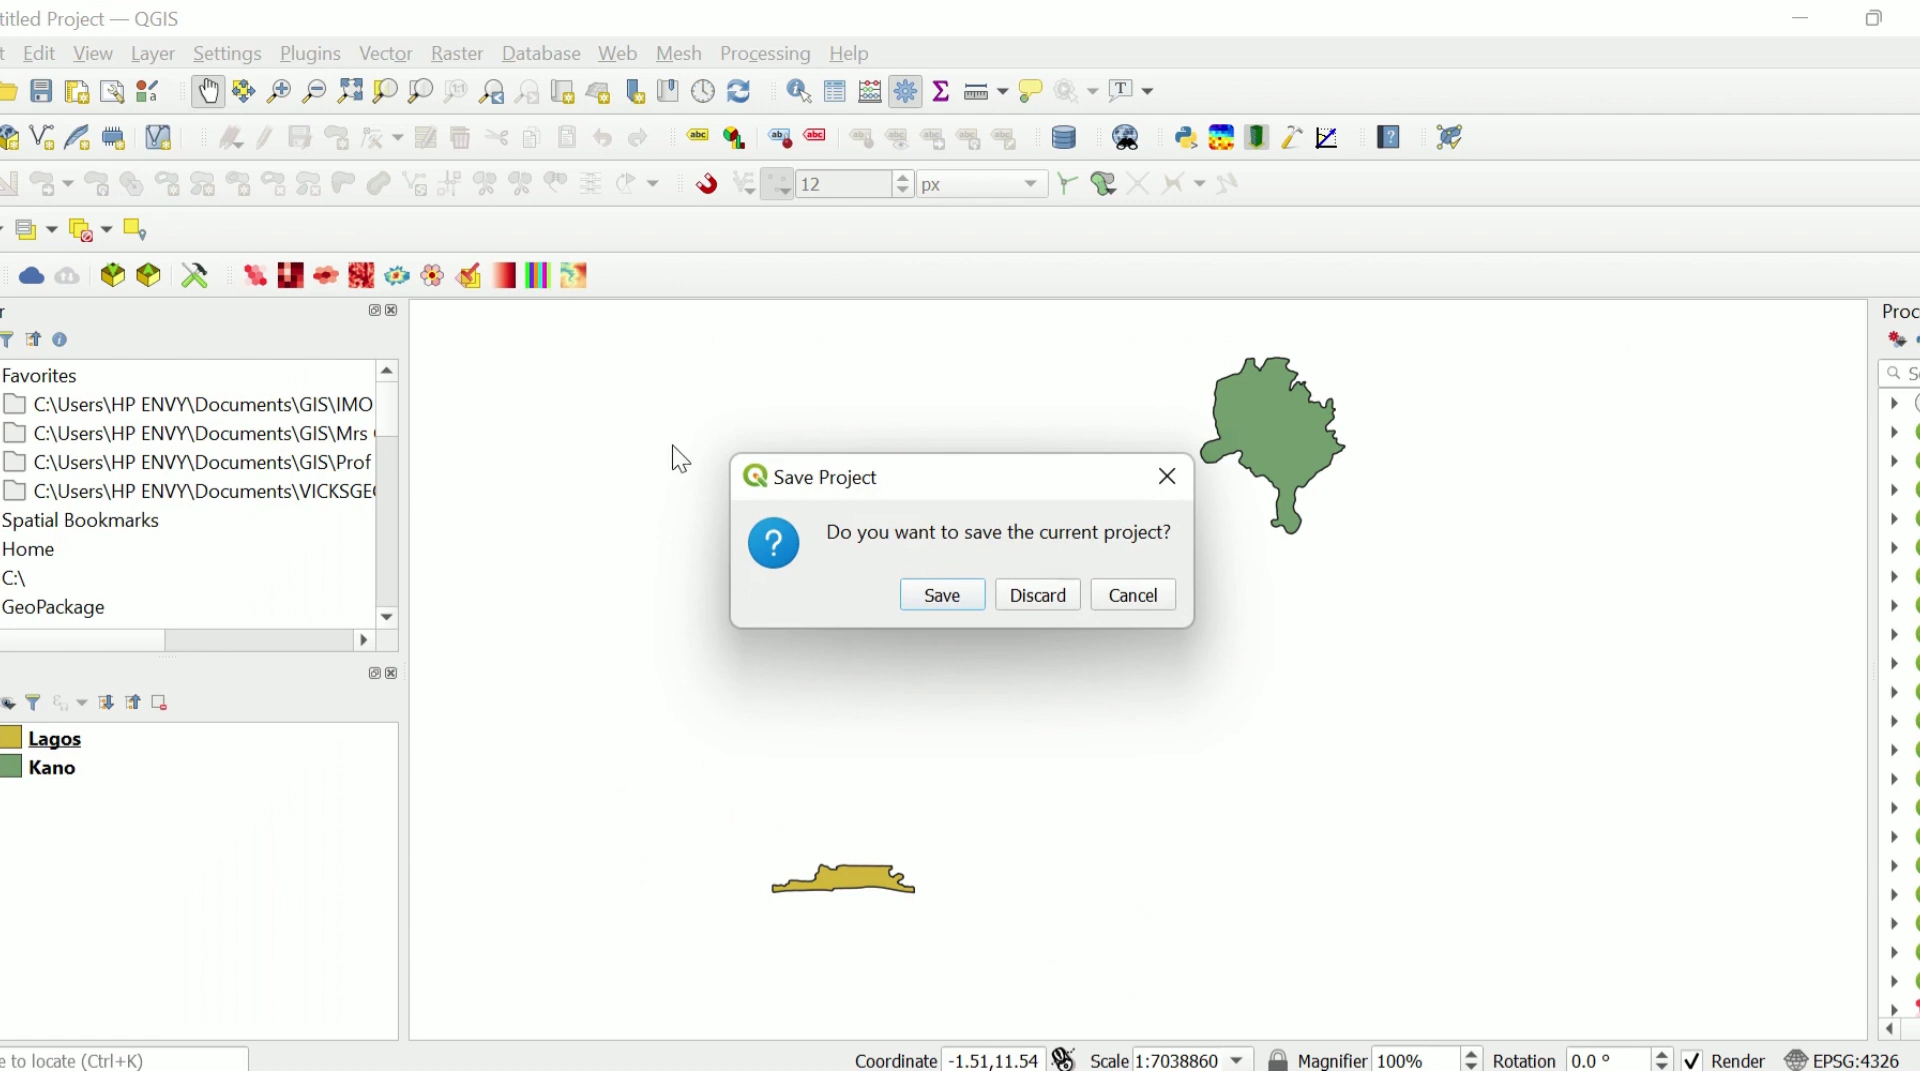 titled Project — QGIS
Edit View Layer Settings Plugins Vector Raster Database Web Mesh Processing Help
12 px
Favorites
C:\Users\HP ENVY\Documents\GIS\IMO
C:\Users\HP ENVY\Documents\GIS\Mrs
C:\Users\HP ENVY\Documents\GIS\Prof
C:\Users\HP ENVY\Documents\VICKSGE
Spatial Bookmarks
Home
C:\
GeoPackage
Lagos
Kano
Save Project
Do you want to save the current project?
Save Discard Cancel
Proc
e to locate (Ctrl+K)
Coordinate -1.51,11.54 Scale 1:7038860 Magnifier 100% Rotation 0.0 ° Render EPSG:4326